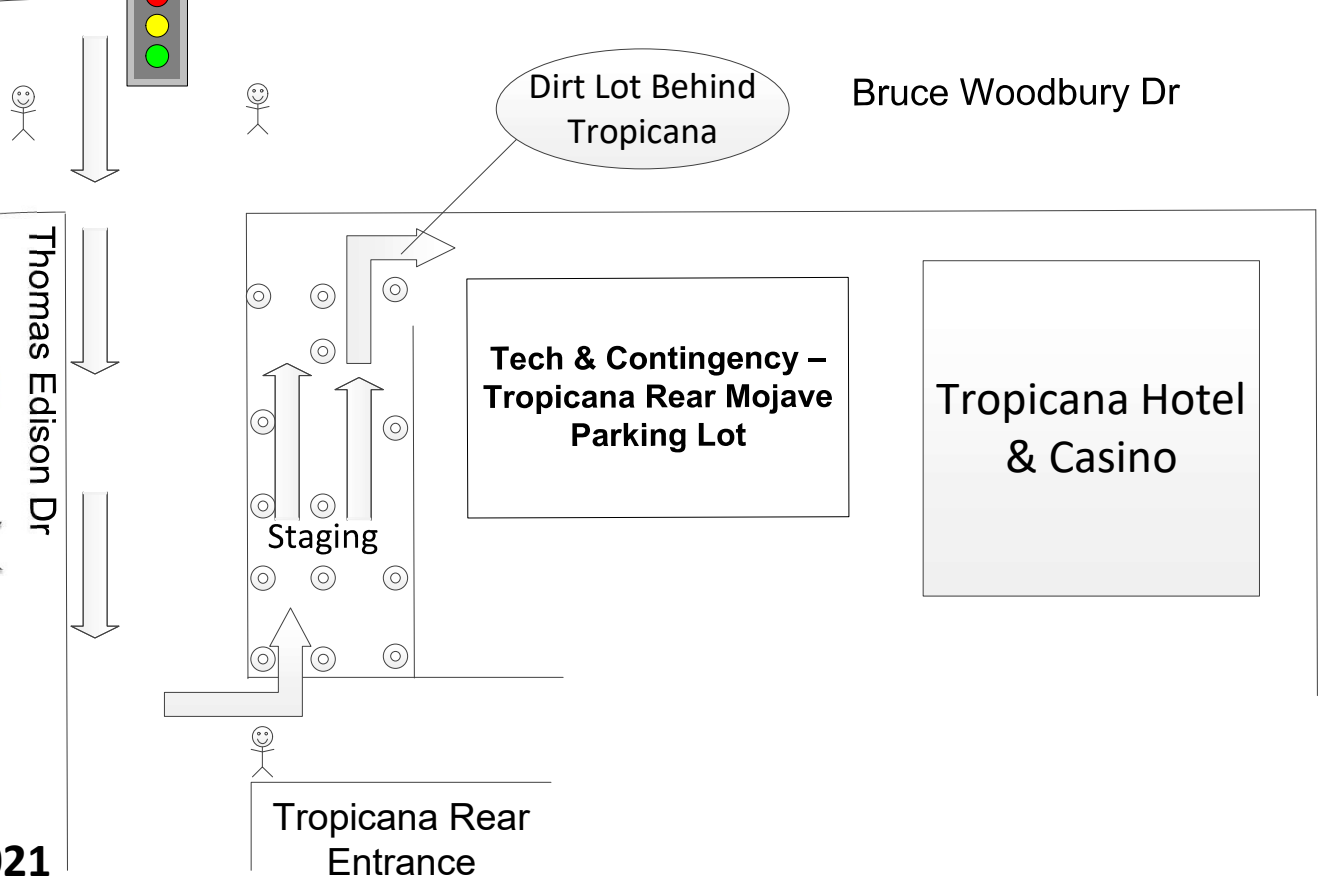 Dirt Lot Behind
Tropicana
Bruce Woodbury Dr
Thomas Edison Dr
Tech & Contingency –
Tropicana Rear Mojave
Parking Lot
Tropicana Hotel
& Casino
Staging
Tropicana Rear
Entrance
21